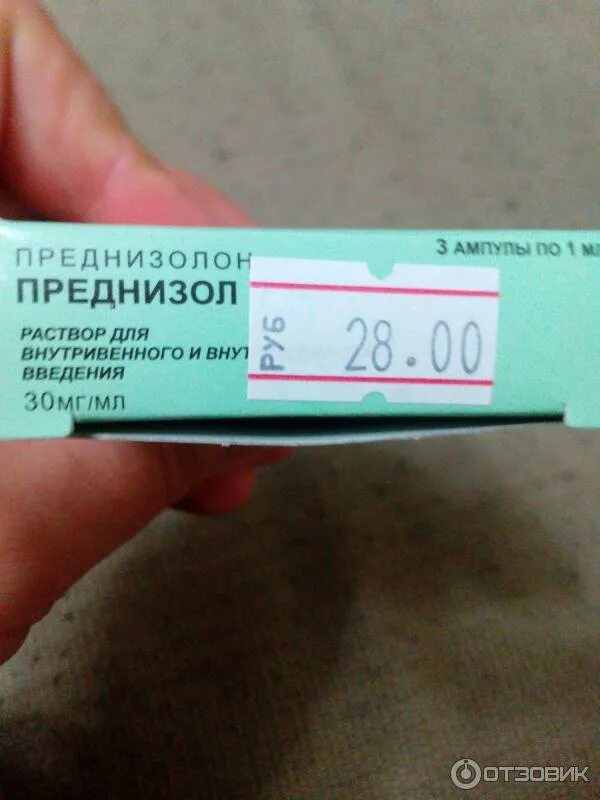 ПРЕДНИЗОЛОН
3 АМПУЛЫ ПО 1 МЛ
ПРЕДНИЗОЛ
РАСТВОР ДЛЯ
ВНУТРИВЕННОГО И ВНУТ
ВВЕДЕНИЯ
30МГ/МЛ
РУБ 28.00
ОТЗОВИК